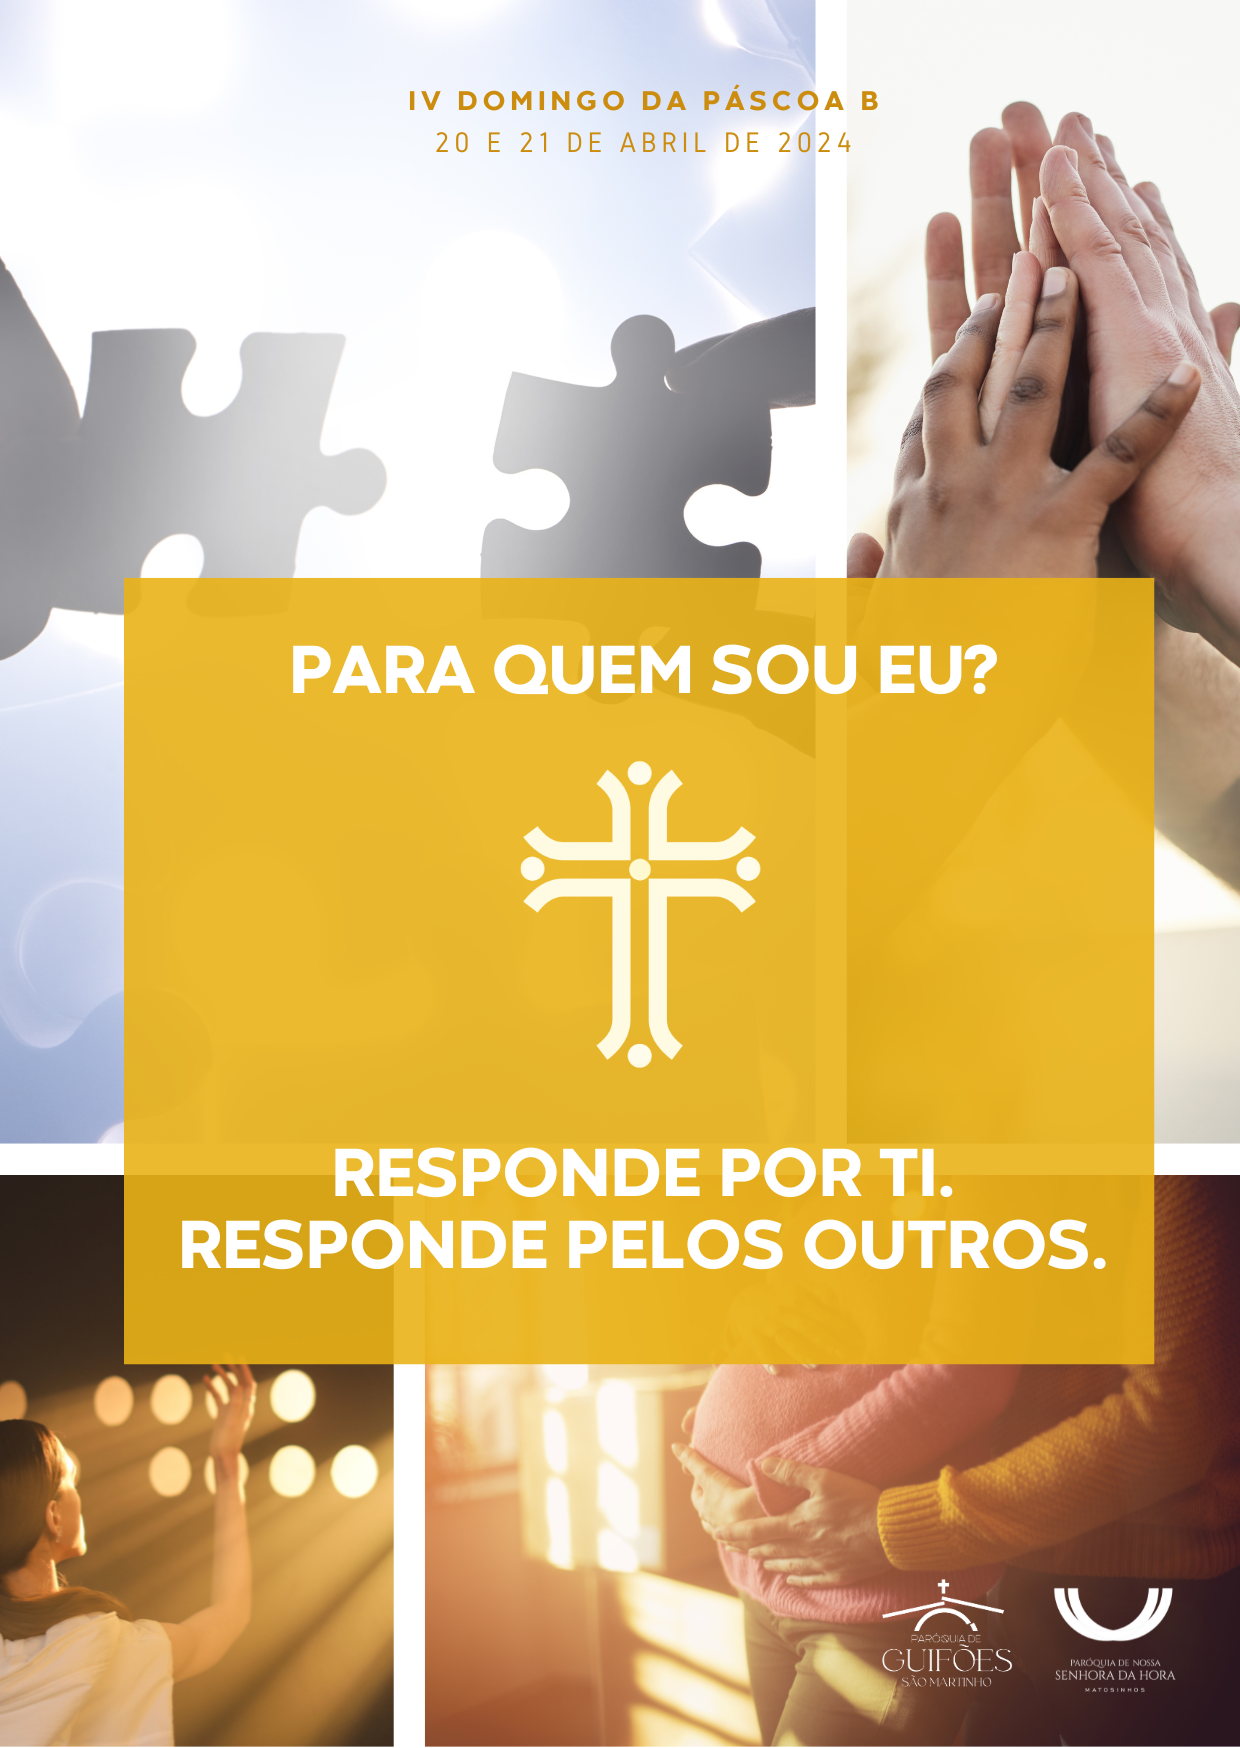 IV DOMINGO DA PÁSCOA B
20 E 21 DE ABRIL DE 2024
PARA QUEM SOU EU?
RESPONDE POR TI.
RESPONDE PELOS OUTROS.
PARÓQUIA DE
GUIFÕES
SÃO MARTINHO
PARÓQUIA DE NOSSA
SENHORA DA HORA
MATOSINHOS